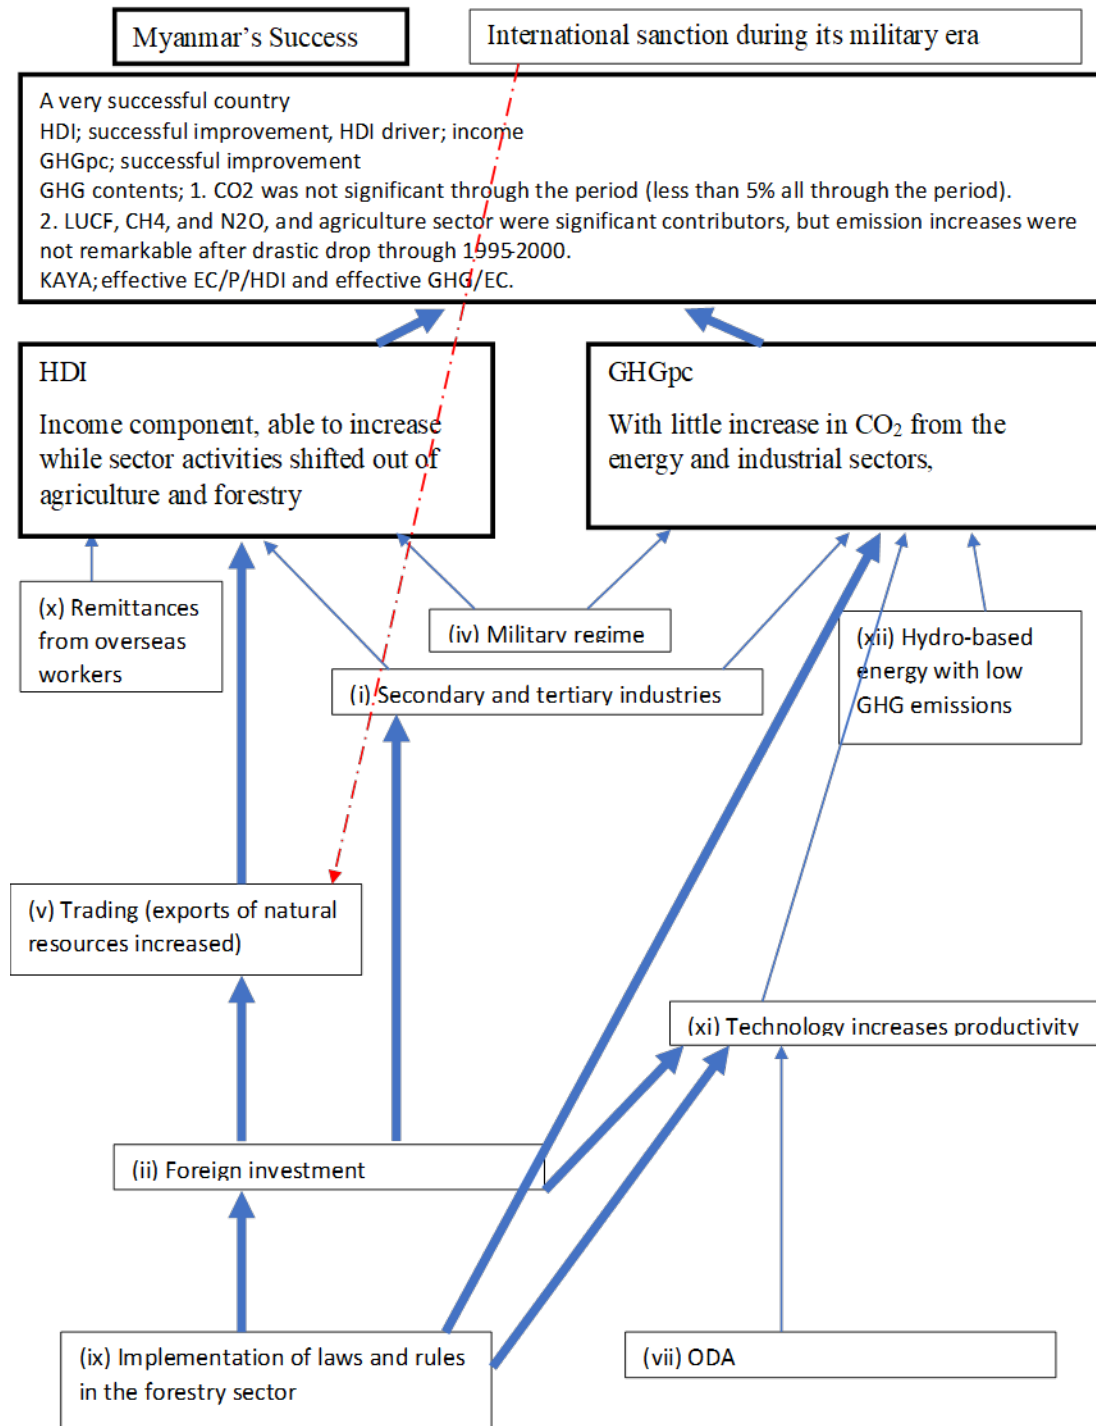 Myanmar's Success
International sanction during its military era
A very successful country
HDI; successful improvement, HDI driver; income
GHGpc; successful improvement
GHG contents; 1. CO2 was not significant through the period (less than 5% all through the period).
2. LUCF, CH4, and N2O, and agriculture sector were significant contributors, but emission increases were
not remarkable after drastic drop through 1995-2000.
KAYA; effective EC/P/HDI and effective GHG/EC.
HDI
Income component, able to increase
while sector activities shifted out of
agriculture and forestry
GHGpc
With little increase in CO₂ from the
energy and industrial sectors,
(x) Remittances
from overseas
workers
(iv) Military regime
(xii) Hydro-based
energy with low
GHG emissions
(i) Secondary and tertiary industries
(v) Trading (exports of natural
resources increased)
(xi) Technology increases productivity
(ii) Foreign investment
(ix) Implementation of laws and rules
in the forestry sector
(vii) ODA